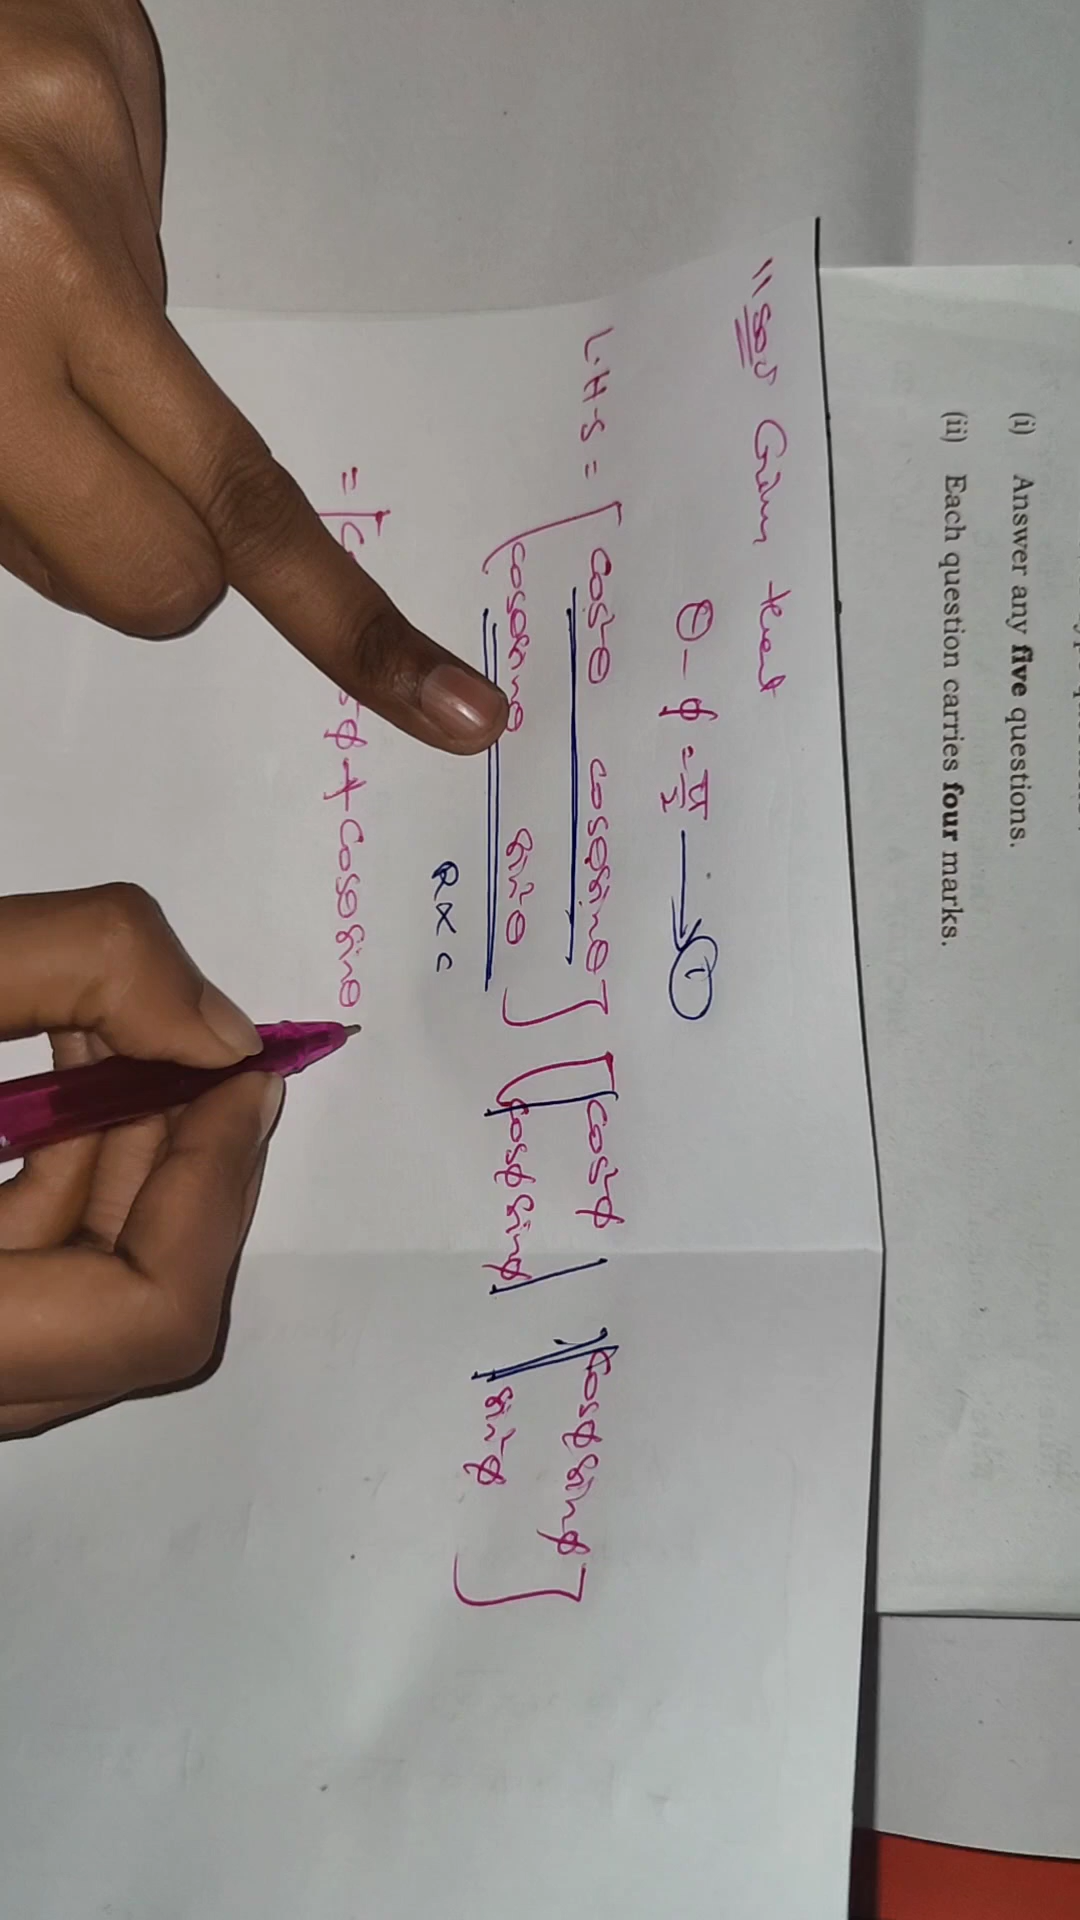 (i) Answer any five questions.
(ii) Each question carries four marks.
11 Sol Given that
θ - φ = π/2 → (1)
L.H.S = [cos²θ cosθsinθ] [cos²φ cosφsinφ]
[cosθsinθ sin²θ] [cosφsinφ sin²φ]
R × C
φ + cosθsinθ